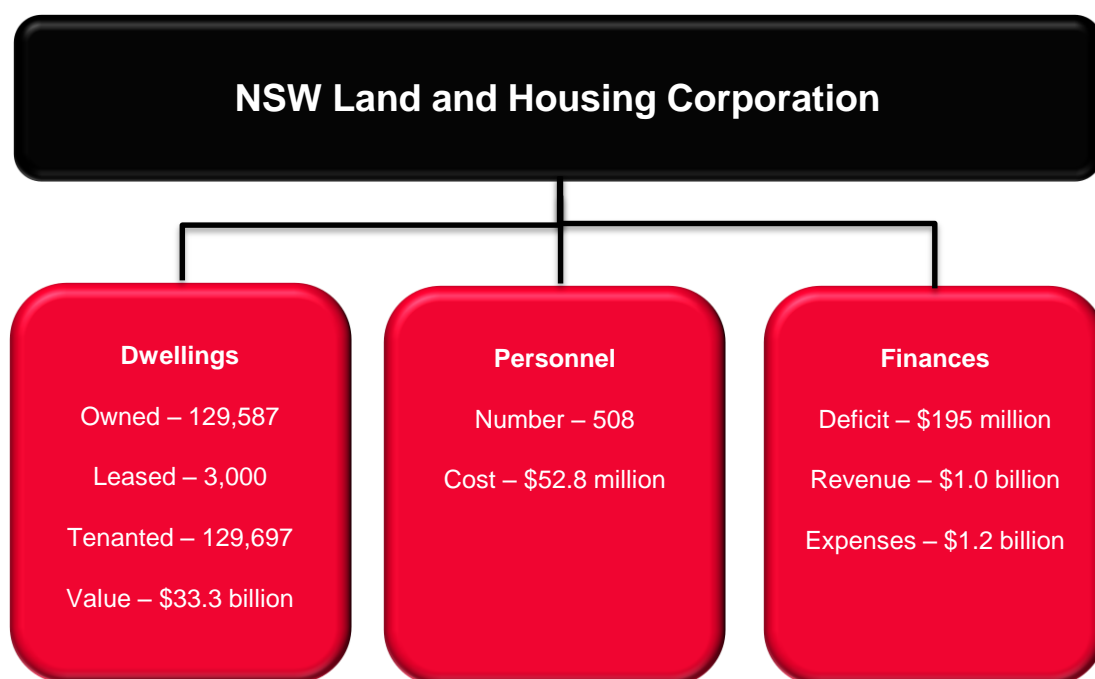 NSW Land and Housing Corporation
Dwellings
Owned – 129,587
Leased – 3,000
Tenanted – 129,697
Value – $33.3 billion
Personnel
Number – 508
Cost – $52.8 million
Finances
Deficit – $195 million
Revenue – $1.0 billion
Expenses – $1.2 billion